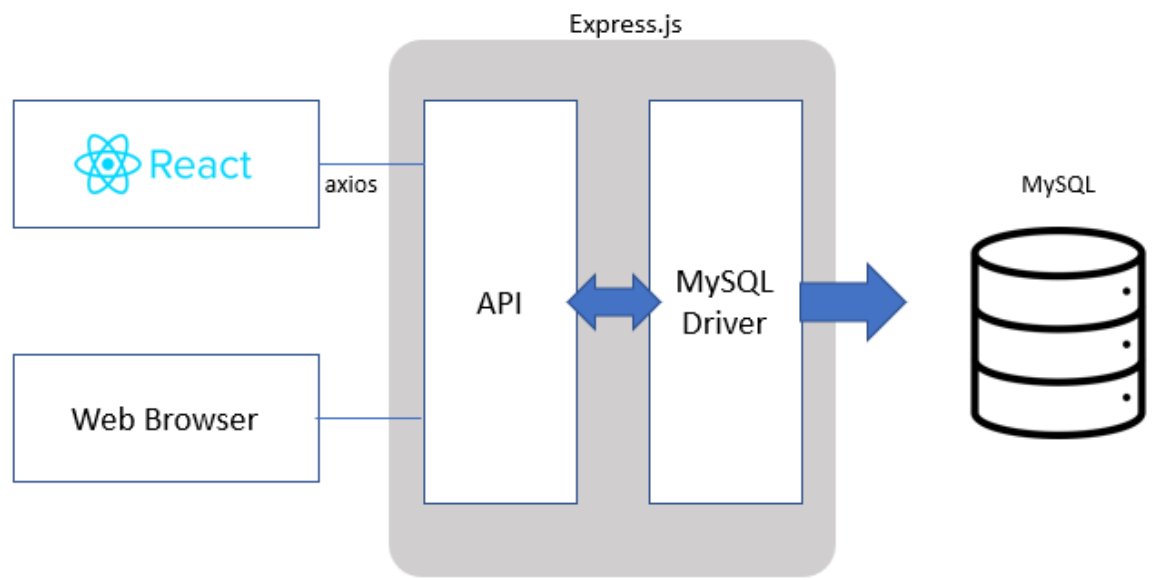 Express.js
React
axios
API
MySQL
Driver
MySQL
Web Browser